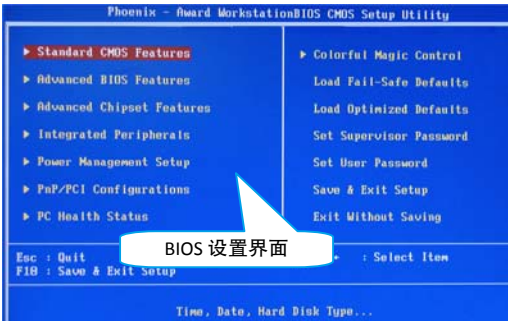 Phoenix - Award WorkstationBIOS CMOS Setup Utility
▶ Standard CMOS Features
▶ Advanced BIOS Features
▶ Advanced Chipset Features
▶ Integrated Peripherals
▶ Power Management Setup
▶ PnP/PCI Configurations
▶ PC Health Status
▶ Colorful Magic Control
Load Fail-Safe Defaults
Load Optimized Defaults
Set Supervisor Password
Set User Password
Save & Exit Setup
Exit Without Saving
BIOS 设置界面
Esc : Quit
: Select Item
F10 : Save & Exit Setup
Time, Date, Hard Disk Type...